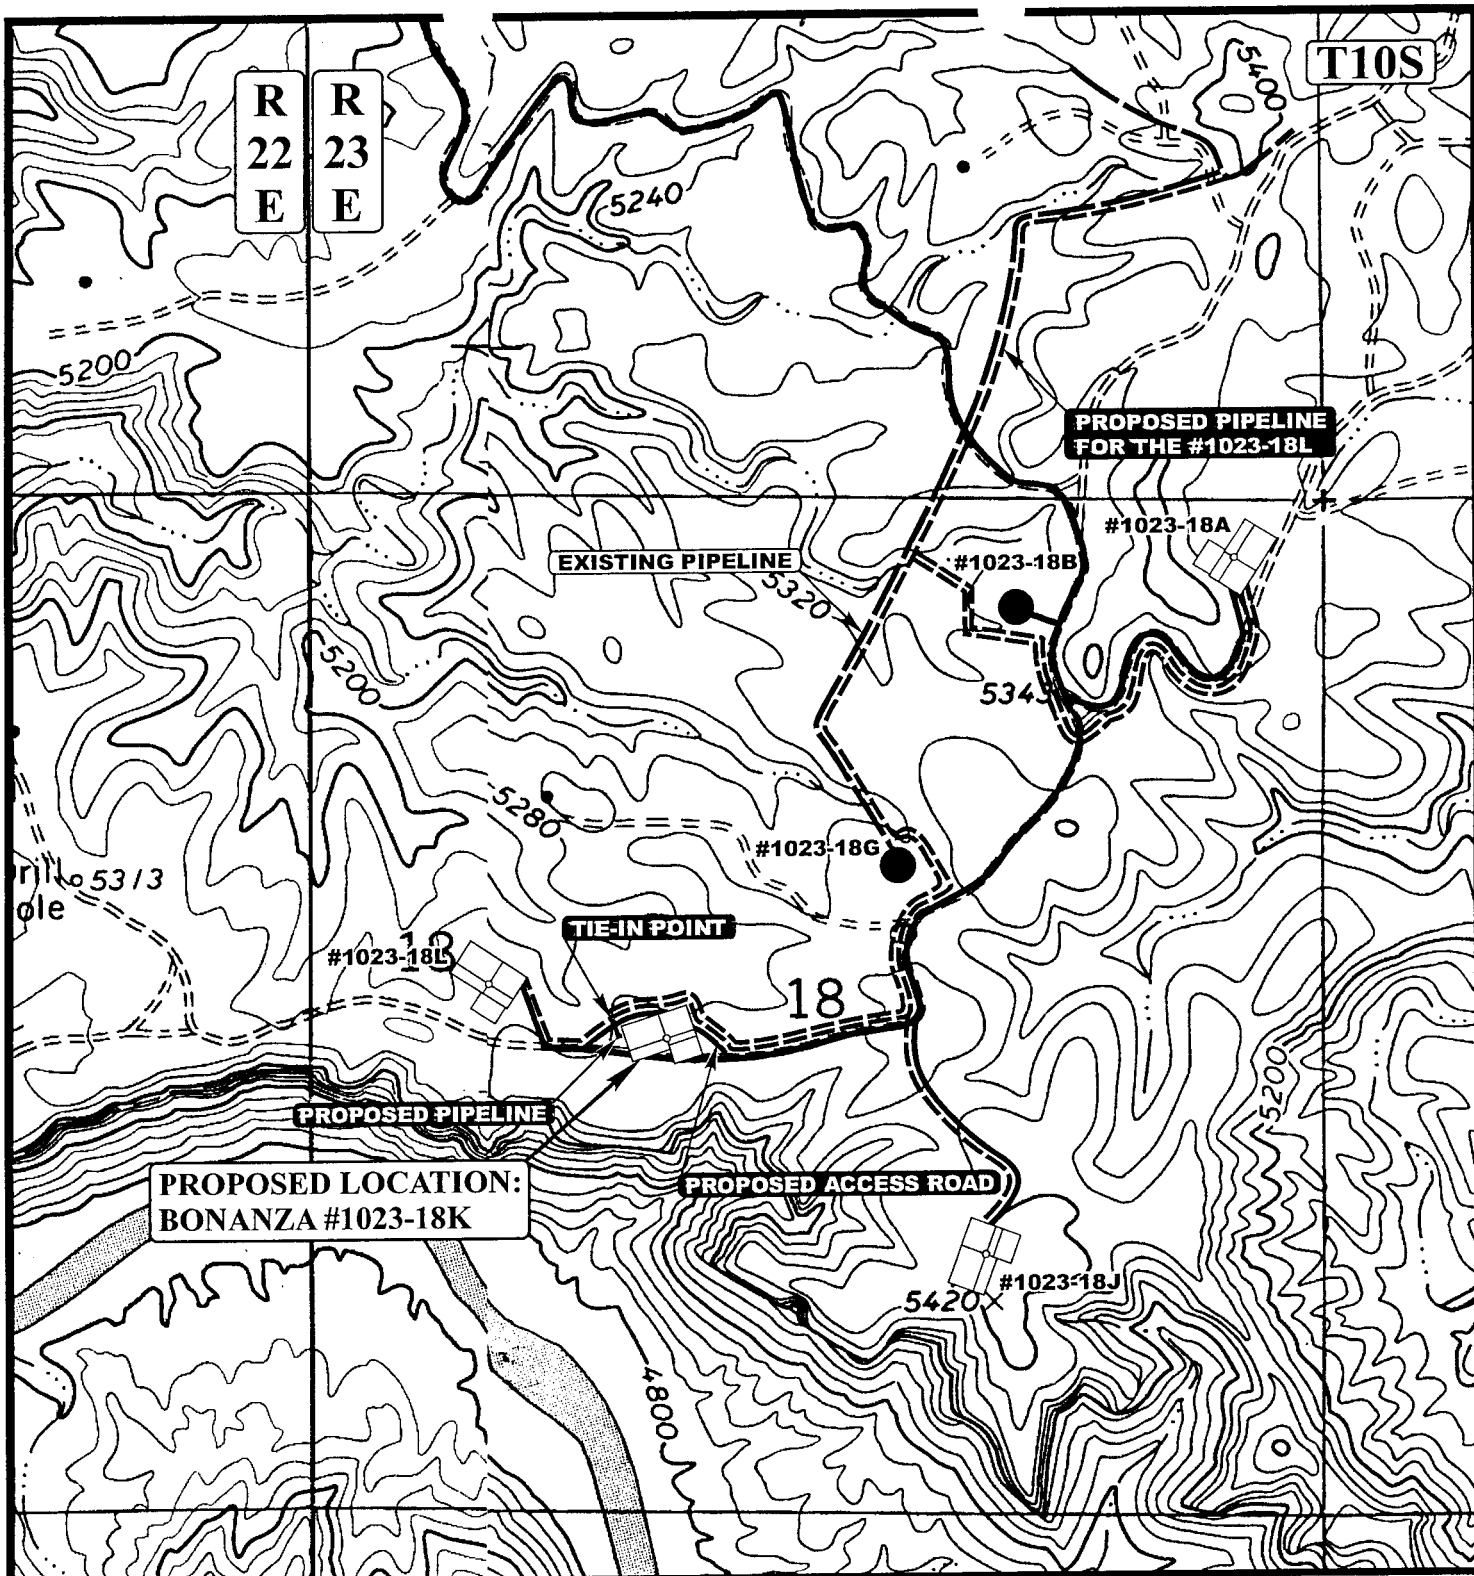 T10S
5400
R
22
E
R
23
E
5240
5200
PROPOSED PIPELINE
FOR THE #1023-18L
#1023-18A
EXISTING PIPELINE
#1023-18B
5320
5200
5343
5280
#1023-18G
5313
TIE-IN POINT
#1023-18L
13
18
5200
PROPOSED PIPELINE
PROPOSED LOCATION:
BONANZA #1023-18K
PROPOSED ACCESS ROAD
#1023-18J
5420
4800